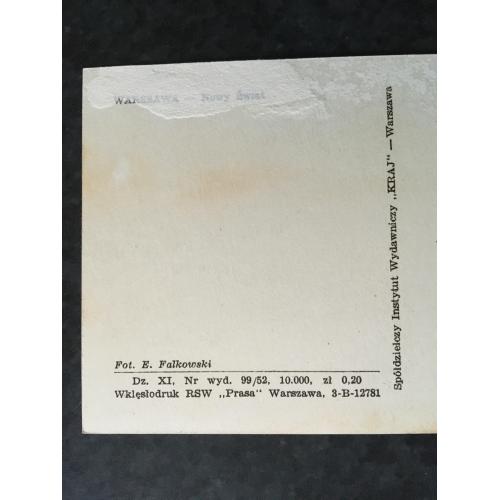 WARSZAWA — Nowy Świat
Fot. E. Falkowski
Dz. XI, Nr wyd. 99/52, 10.000, zł 0,20
Wklęsłodruk RSW „Prasa" Warszawa, 3-B-12781
Spółdzielczy Instytut Wydawniczy „KRAJ" — Warszawa